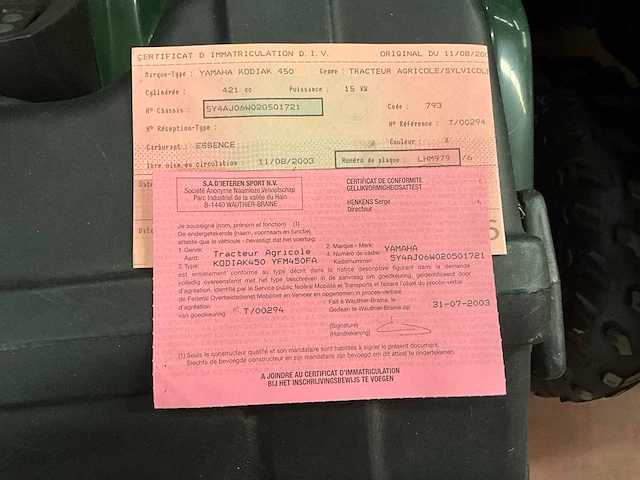 CERTIFICAT D IMMATRICULATION D.I.V. ORIGINAL DU 11/08/200
Marque-Type : YAMAHA KODIAK 450 Genre : TRACTEUR AGRICOLE/SYLVICOL
Cylindrée : 421 cc Puissance : 15 KW
N° Chassis : 5Y4AJ06W020501721 Code : 793
N° Réception-Type : N° Référence : T/00294
Carburant : ESSENCE Couleur : X
1ère mise en circulation 11/08/2003 Numéro de plaque : LHM979 /6
S.A.D'IETEREN SPORT N.V.
Société Anonyme Naamloze Vennootschap
Parc Industriel de la vallée du Hain
B-1440 WAUTHIER-BRAINE
CERTIFICAT DE CONFORMITE
GELIJKVORMIGHEIDSATTEST
HENKENS Serge
Directeur
Je soussigné (nom, prénom et fonction) (1)
De ondergetekende (naam, voornaam en functie)
atteste que le véhicule - bevestigt dat het voertuig:
1. Genre: Tracteur Agricole 2. Marque - Merk: YAMAHA
Aard:
3. Type: KODIAK450 YFM450FA 4. Numéro de cadre: 5Y4AJ06W020501721
Kadernummer:
est entièrement conforme au type décrit dans la notice descriptive figurant dans la demande
volledig overeenstemt met het type beschreven in de aanvraag om goedkeuring, geïdentificeerd door
d'agréation, identifié par le Service public fédéral Mobilité et Transports et faisant l'objet du procès-verbal
de Federal Overheidsdienst Mobiliteit en Vervoer en opgenomen in proces-verbaal
d'agréation
van goedkeuring n° T/00294
Fait à Wauthier-Braine, le
Gedaan te Wauthier-Braine, 31-07-2003
(Signature)
(Handtekening)
(1) Seuls le constructeur qualifié et son mandataire sont habilités à signer le présent document.
Slechts de bevoegde constructeur en zijn mandataris zijn bevoegd om dit attest te ondertekenen.
A JOINDRE AU CERTIFICAT D'IMMATRICULATION
BIJ HET INSCHRIJVINGSBEWIJS TE VOEGEN